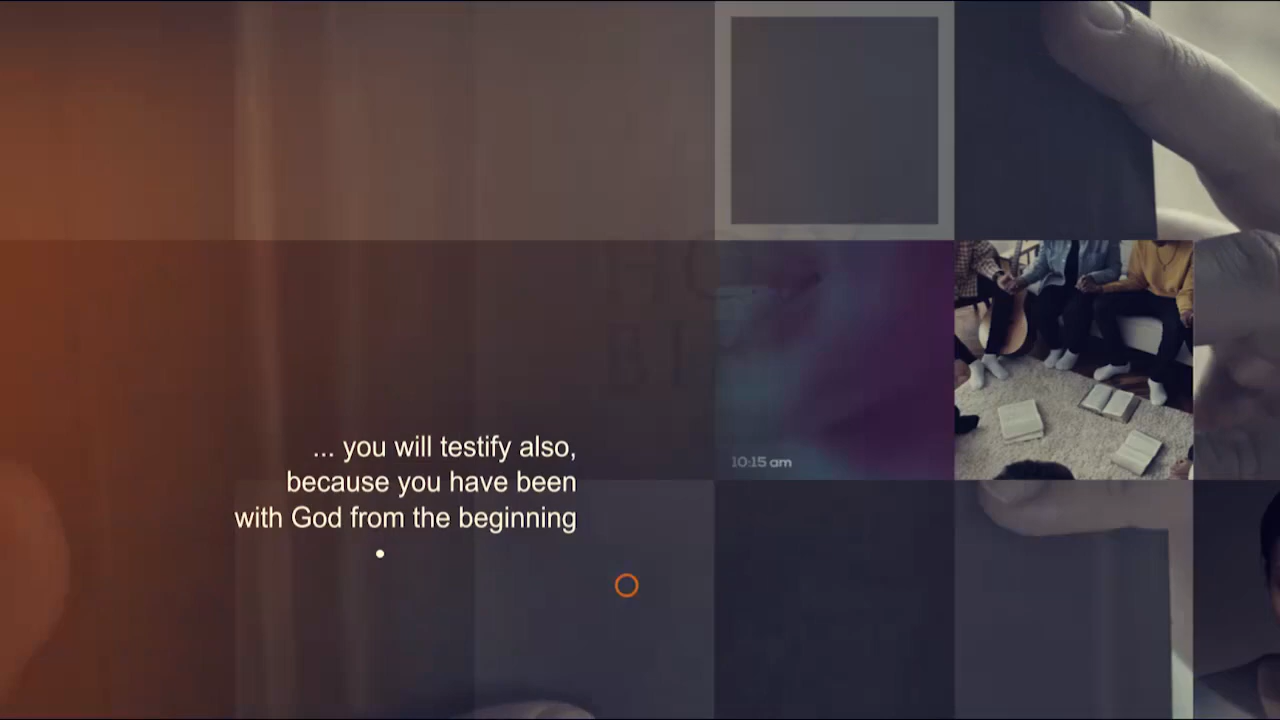 10:15 am
... you will testify also,
because you have been
with God from the beginning